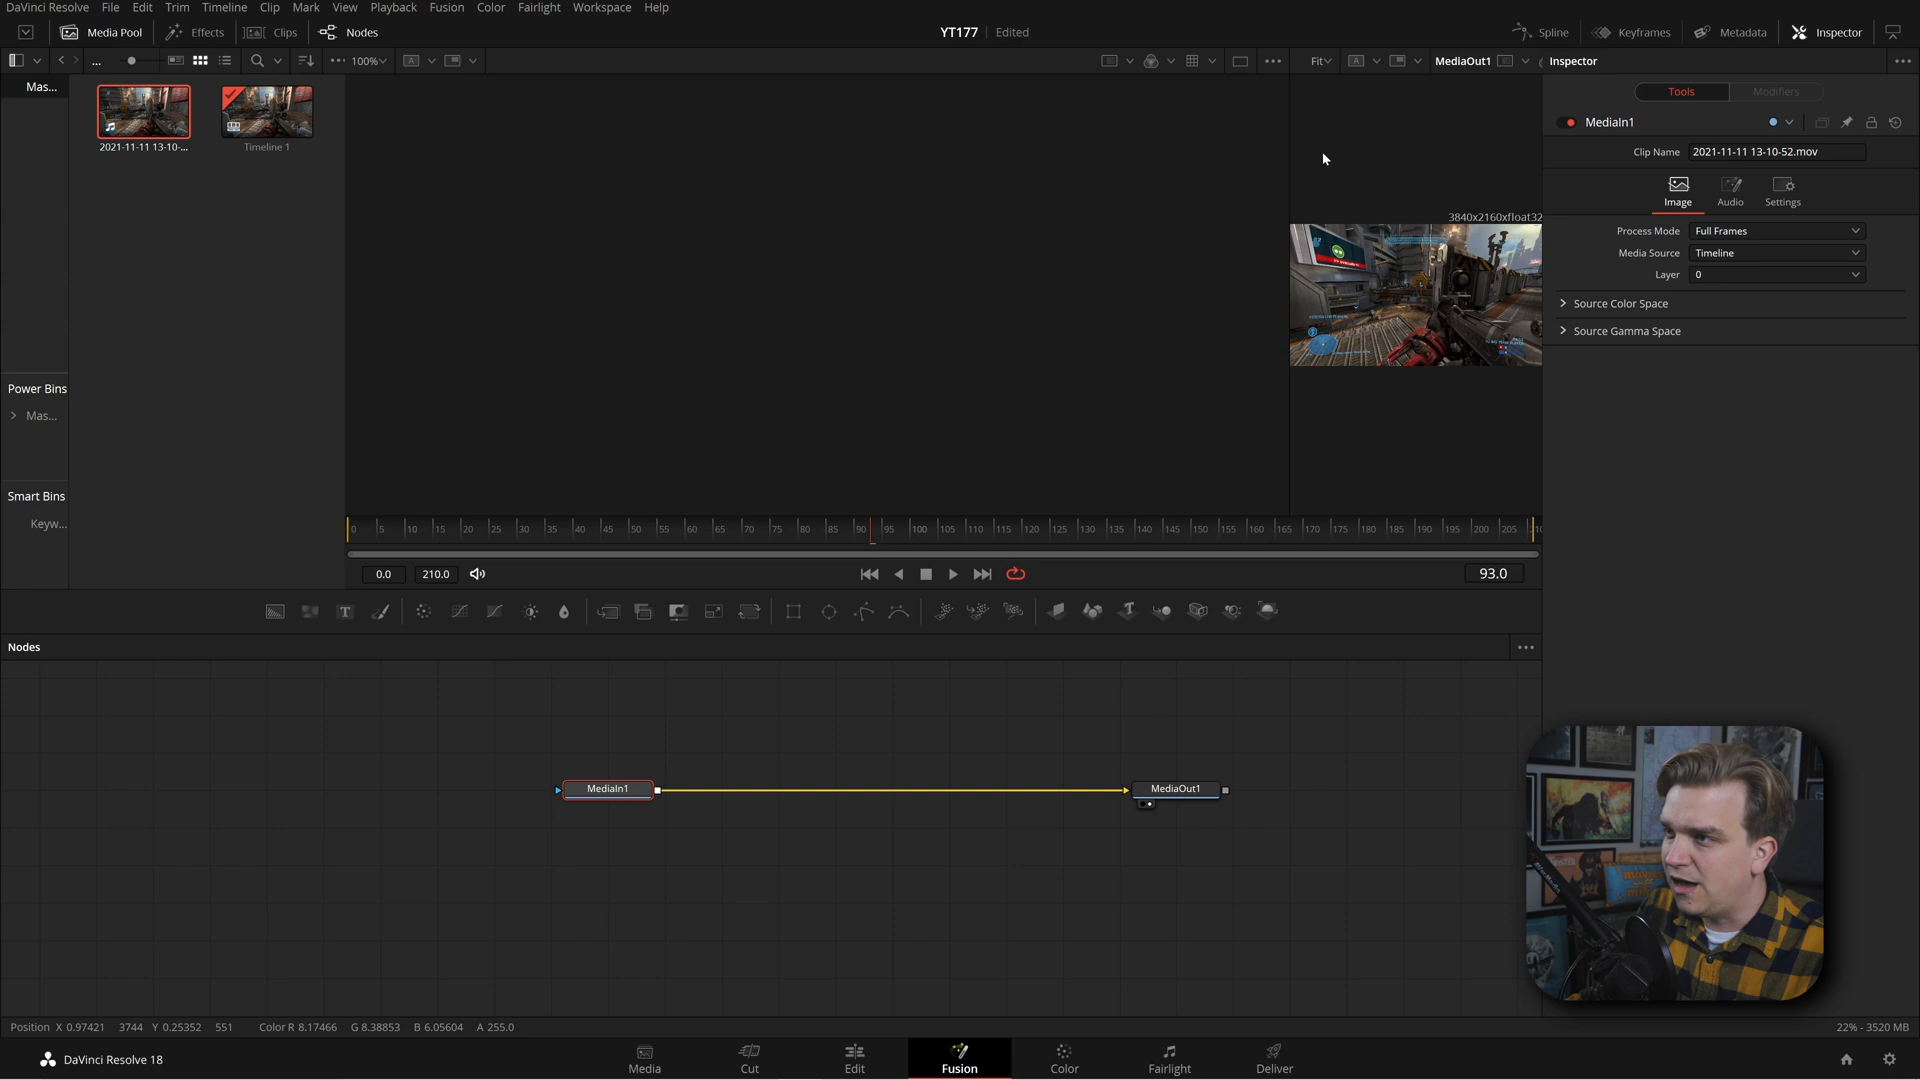 DaVinci Resolve File Edit Trim Timeline Clip Mark View Playback Fusion Color Fairlight Workspace Help
Media Pool Effects Clips Nodes YT177 Edited Spline Keyframes Metadata Inspector
... 100% Fit MediaOut1 Inspector
Mas...
2021-11-11 13-10-...
Timeline 1
Power Bins
Mas...
Smart Bins
Keyw...
3840x2160xfloat32
Tools Modifiers
MediaIn1
Clip Name 2021-11-11 13-10-52.mov
Image Audio Settings
Process Mode Full Frames
Media Source Timeline
Layer 0
Source Color Space
Source Gamma Space
0 5 10 15 20 25 30 35 40 45 50 55 60 65 70 75 80 85 90 95 100 105 110 115 120 125 130 135 140 145 150 155 160 165 170 175 180 185 190 195 200 205
0.0 210.0 93.0
Nodes
MediaIn1 MediaOut1
Position X 0.97421 3744 Y 0.25352 551 Color R 8.17466 G 8.38853 B 6.05604 A 255.0 22% - 3520 MB
DaVinci Resolve 18 Media Cut Edit Fusion Color Fairlight Deliver